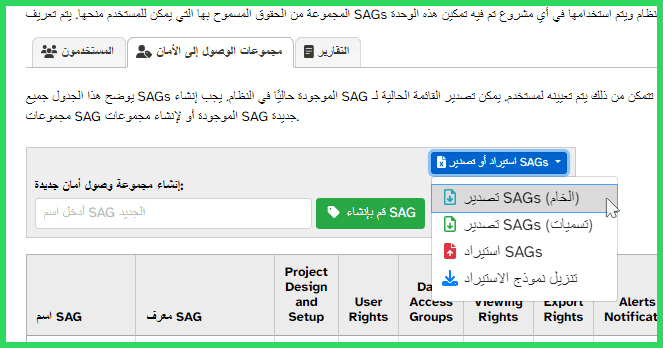 نظام ويتم استخدامها في أي مشروع تم فيه تمكين هذه الوحدة SAGs المجموعة من الحقوق المسموح بها التي يمكن للمستخدم منحها. يتم تعريف
المستخدمون
مجموعات الوصول إلى الأمان
التقارير
تتمكن من ذلك يتم تعيينه لمستخدم. يمكن تصدير القائمة الحالية لـ SAG الموجودة حاليًا في النظام. يجب إنشاء SAGs يوضح هذا الجدول جميع
مجموعات SAG الموجودة أو لإنشاء مجموعات SAG جديدة.
استيراد أو تصدير SAGs
إنشاء مجموعة وصول أمان جديدة:
أدخل اسم SAG الجديد
قم بإنشاء SAG
تصدير SAGs (الخام)
تصدير SAGs (تسميات)
استيراد SAGs
تنزيل نموذج الاستيراد
اسم SAG
معرف SAG
Project Design and Setup
User Rights
Access Groups
Viewing Rights
Export Rights
Alerts